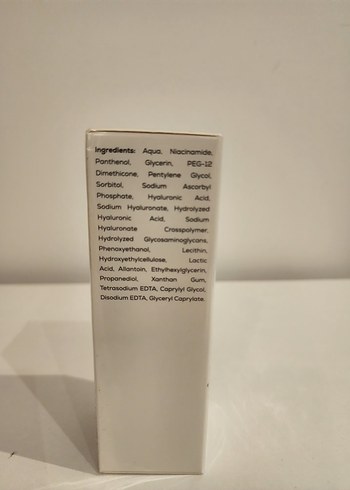 Ingredients: Aqua, Niacinamide,
Panthenol, Glycerin, PEG-12
Dimethicone, Pentylene Glycol,
Sorbitol, Sodium Ascorbyl
Phosphate, Hyaluronic Acid,
Sodium Hyaluronate, Hydrolyzed
Hyaluronic Acid, Sodium
Hyaluronate Crosspolymer,
Hydrolyzed Glycosaminoglycans,
Phenoxyethanol, Lecithin,
Hydroxyethylcellulose, Lactic
Acid, Allantoin, Ethylhexylglycerin,
Propanediol, Xanthan Gum,
Tetrasodium EDTA, Caprylyl Glycol,
Disodium EDTA, Glyceryl Caprylate.